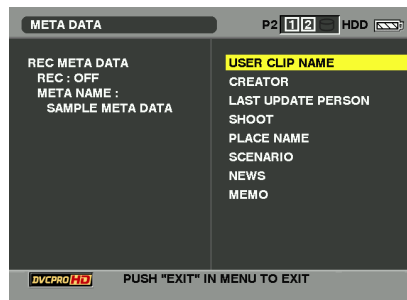 META DATA
P2 1 2 HDD
REC META DATA
REC : OFF
META NAME :
SAMPLE META DATA
USER CLIP NAME
CREATOR
LAST UPDATE PERSON
SHOOT
PLACE NAME
SCENARIO
NEWS
MEMO
DVCPRO HD
PUSH "EXIT" IN MENU TO EXIT